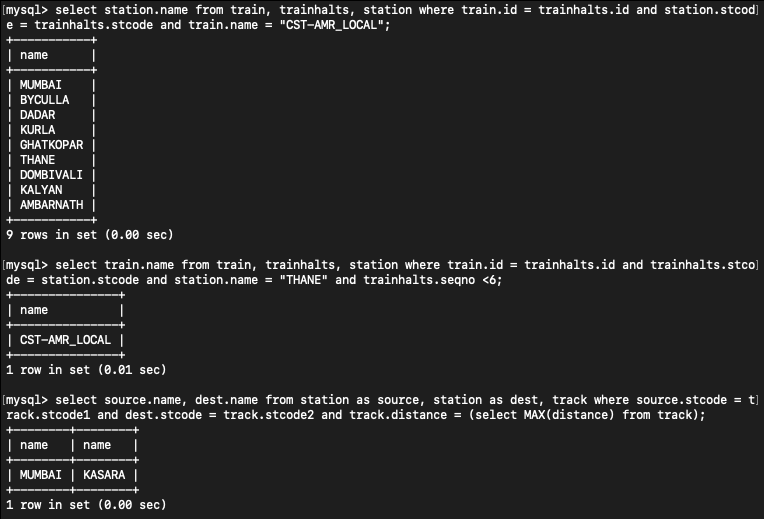 [mysql> select station.name from train, trainhalts, station where train.id = trainhalts.id and station.stcod]
e = trainhalts.stcode and train.name = "CST-AMR_LOCAL";
+-----------+
| name      |
+-----------+
| MUMBAI    |
| BYCULLA   |
| DADAR     |
| KURLA     |
| GHATKOPAR |
| THANE     |
| DOMBIVALI |
| KALYAN    |
| AMBARNATH |
+-----------+
9 rows in set (0.00 sec)
[mysql> select train.name from train, trainhalts, station where train.id = trainhalts.id and trainhalts.stco]
de = station.stcode and station.name = "THANE" and trainhalts.seqno <6;
+---------------+
| name          |
+---------------+
| CST-AMR_LOCAL |
+---------------+
1 row in set (0.01 sec)
[mysql> select source.name, dest.name from station as source, station as dest, track where source.stcode = t]
rack.stcode1 and dest.stcode = track.stcode2 and track.distance = (select MAX(distance) from track);
+--------+--------+
| name   | name   |
+--------+--------+
| MUMBAI | KASARA |
+--------+--------+
1 row in set (0.00 sec)